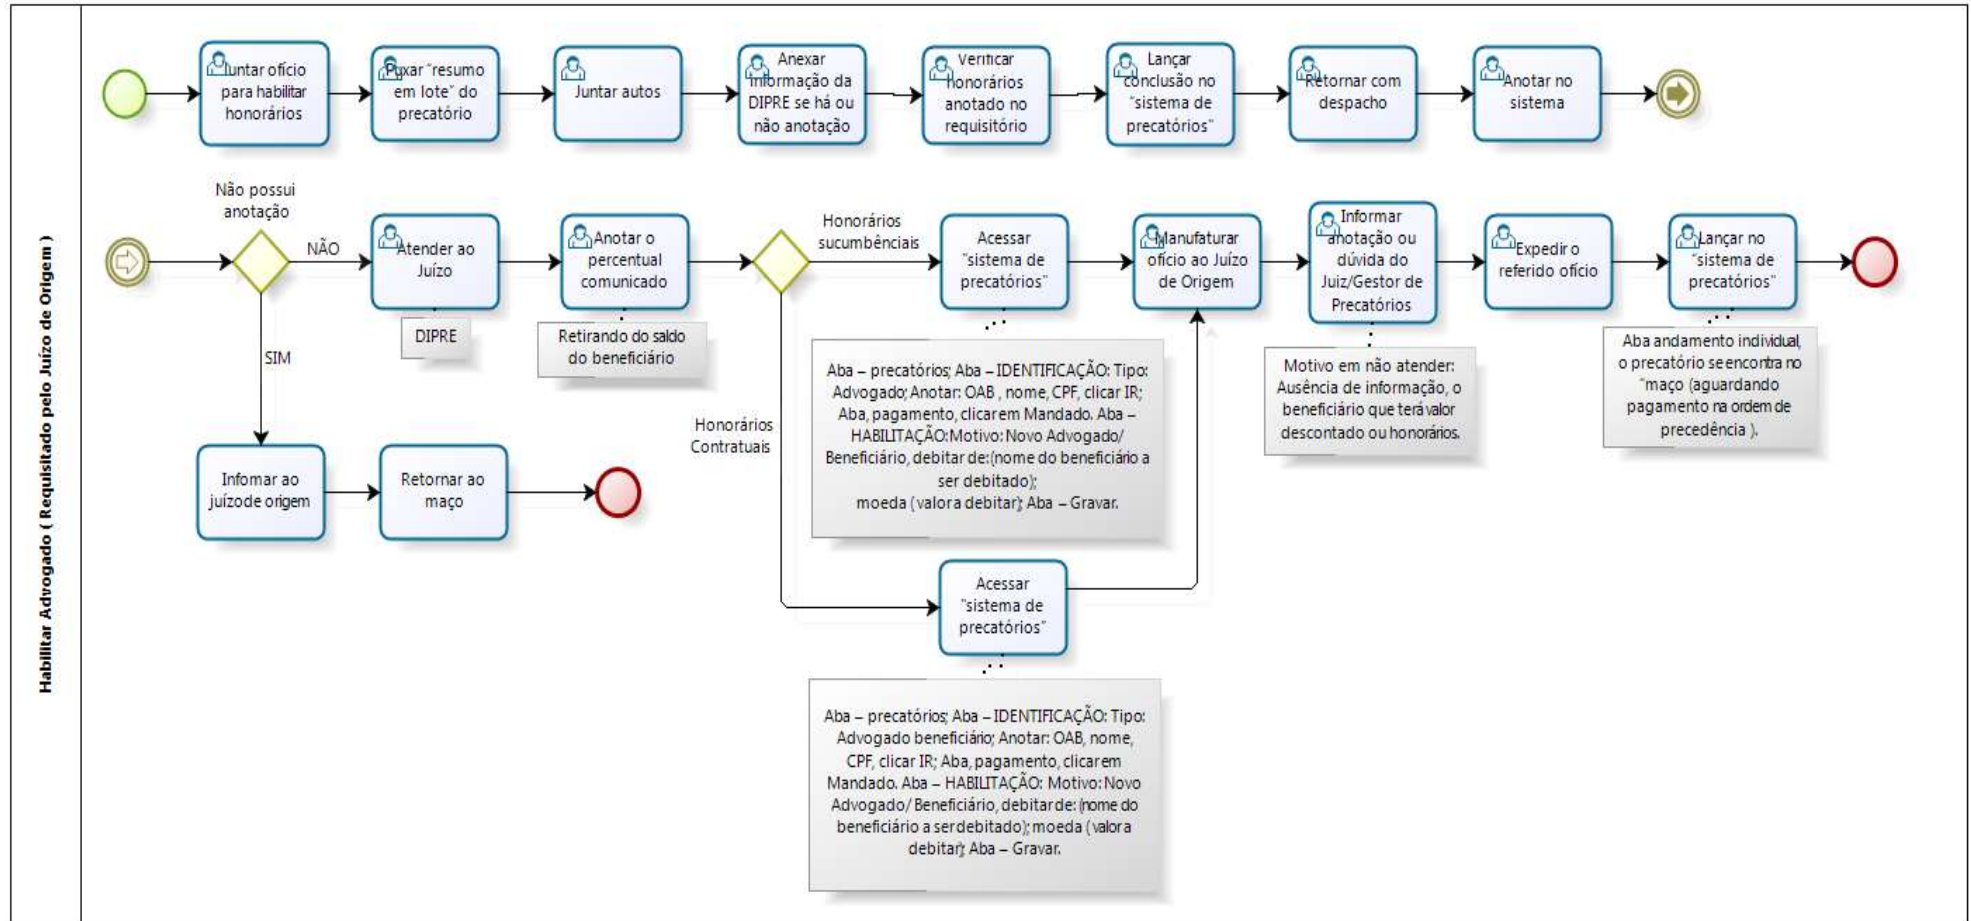 Habilitar Advogado ( Requisitado pelo Juízo de Origem )
Juntar ofício
para habilitar
honorários
Puxar "resumo
em lote" do
precatório
Juntar autos
Anexar
informação da
DIPRE se há ou
não anotação
Verificar
honorários
anotado no
requisitório
Lançar
conclusão no
"sistema de
precatórios"
Retornar com
despacho
Anotar no
sistema
Não possui
anotação
NÃO
SIM
Atender ao
Juízo
DIPRE
Anotar o
percentual
comunicado
Retirando do saldo
do beneficiário
Honorários
sucumbênciais
Honorários
Contratuais
Acessar
"sistema de
precatórios"
Aba – precatórios; Aba – IDENTIFICAÇÃO: Tipo:
Advogado; Anotar: OAB , nome, CPF, clicar IR;
Aba, pagamento, clicar em Mandado. Aba –
HABILITAÇÃO:Motivo: Novo Advogado/
Beneficiário, debitar de:(nome do beneficiário a
ser debitado);
moeda ( valor a debitar); Aba – Gravar.
Manufaturar
ofício ao Juízo
de Origem
Informar
anotação ou
dúvida do
Juiz/Gestor de
Precatórios
Motivo em não atender:
Ausência de informação, o
beneficiário que terá valor
descontado ou honorários.
Expedir o
referido ofício
Lançar no
"sistema de
precatórios"
Aba andamento individual,
o precatório se encontra no
"maço (aguardando
pagamento na ordem de
precedência ).
Infomar ao
juízo de origem
Retornar ao
maço
Acessar
"sistema de
precatórios"
Aba – precatórios; Aba – IDENTIFICAÇÃO: Tipo:
Advogado beneficiário; Anotar: OAB, nome,
CPF, clicar IR; Aba, pagamento, clicar em
Mandado. Aba – HABILITAÇÃO: Motivo: Novo
Advogado/ Beneficiário, debitar de: (nome do
beneficiário a ser debitado); moeda ( valor a
debitar); Aba – Gravar.